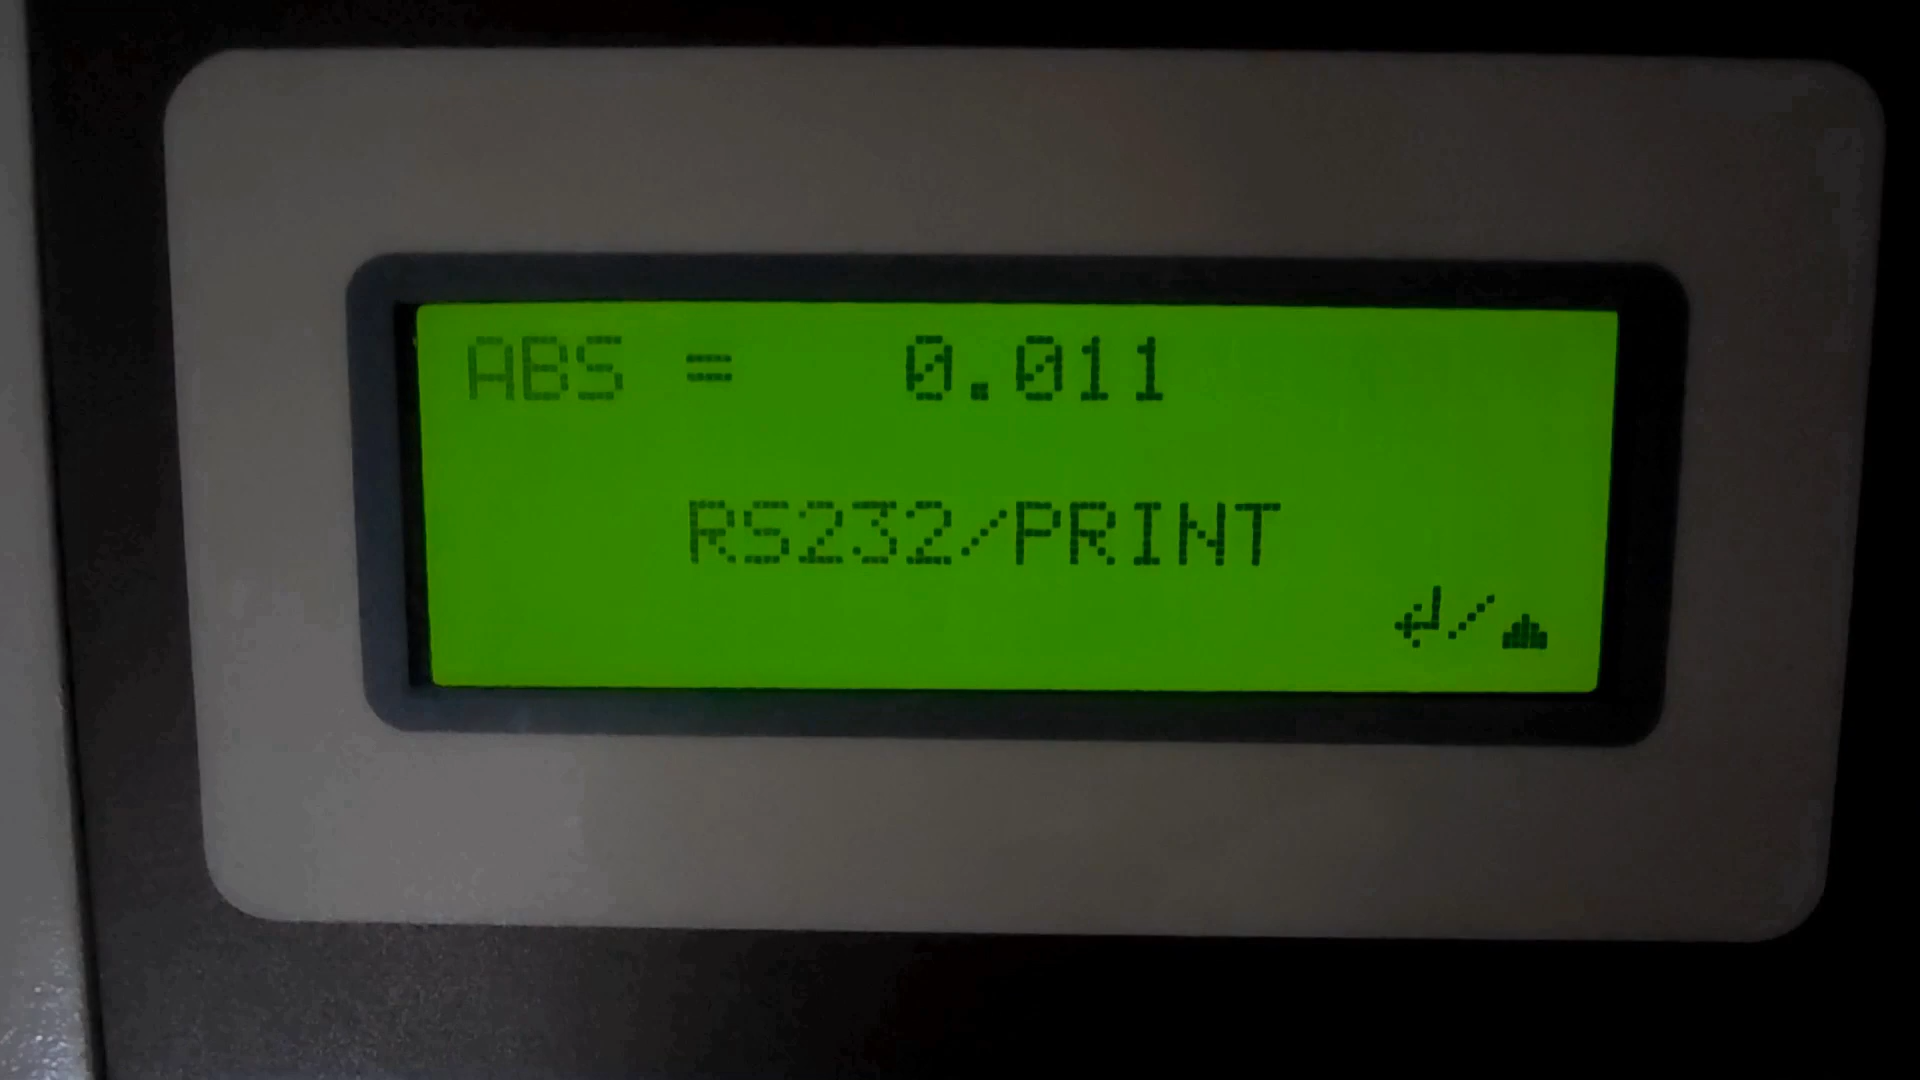 ABS = 0.011
RS232/PRINT
↵/▲